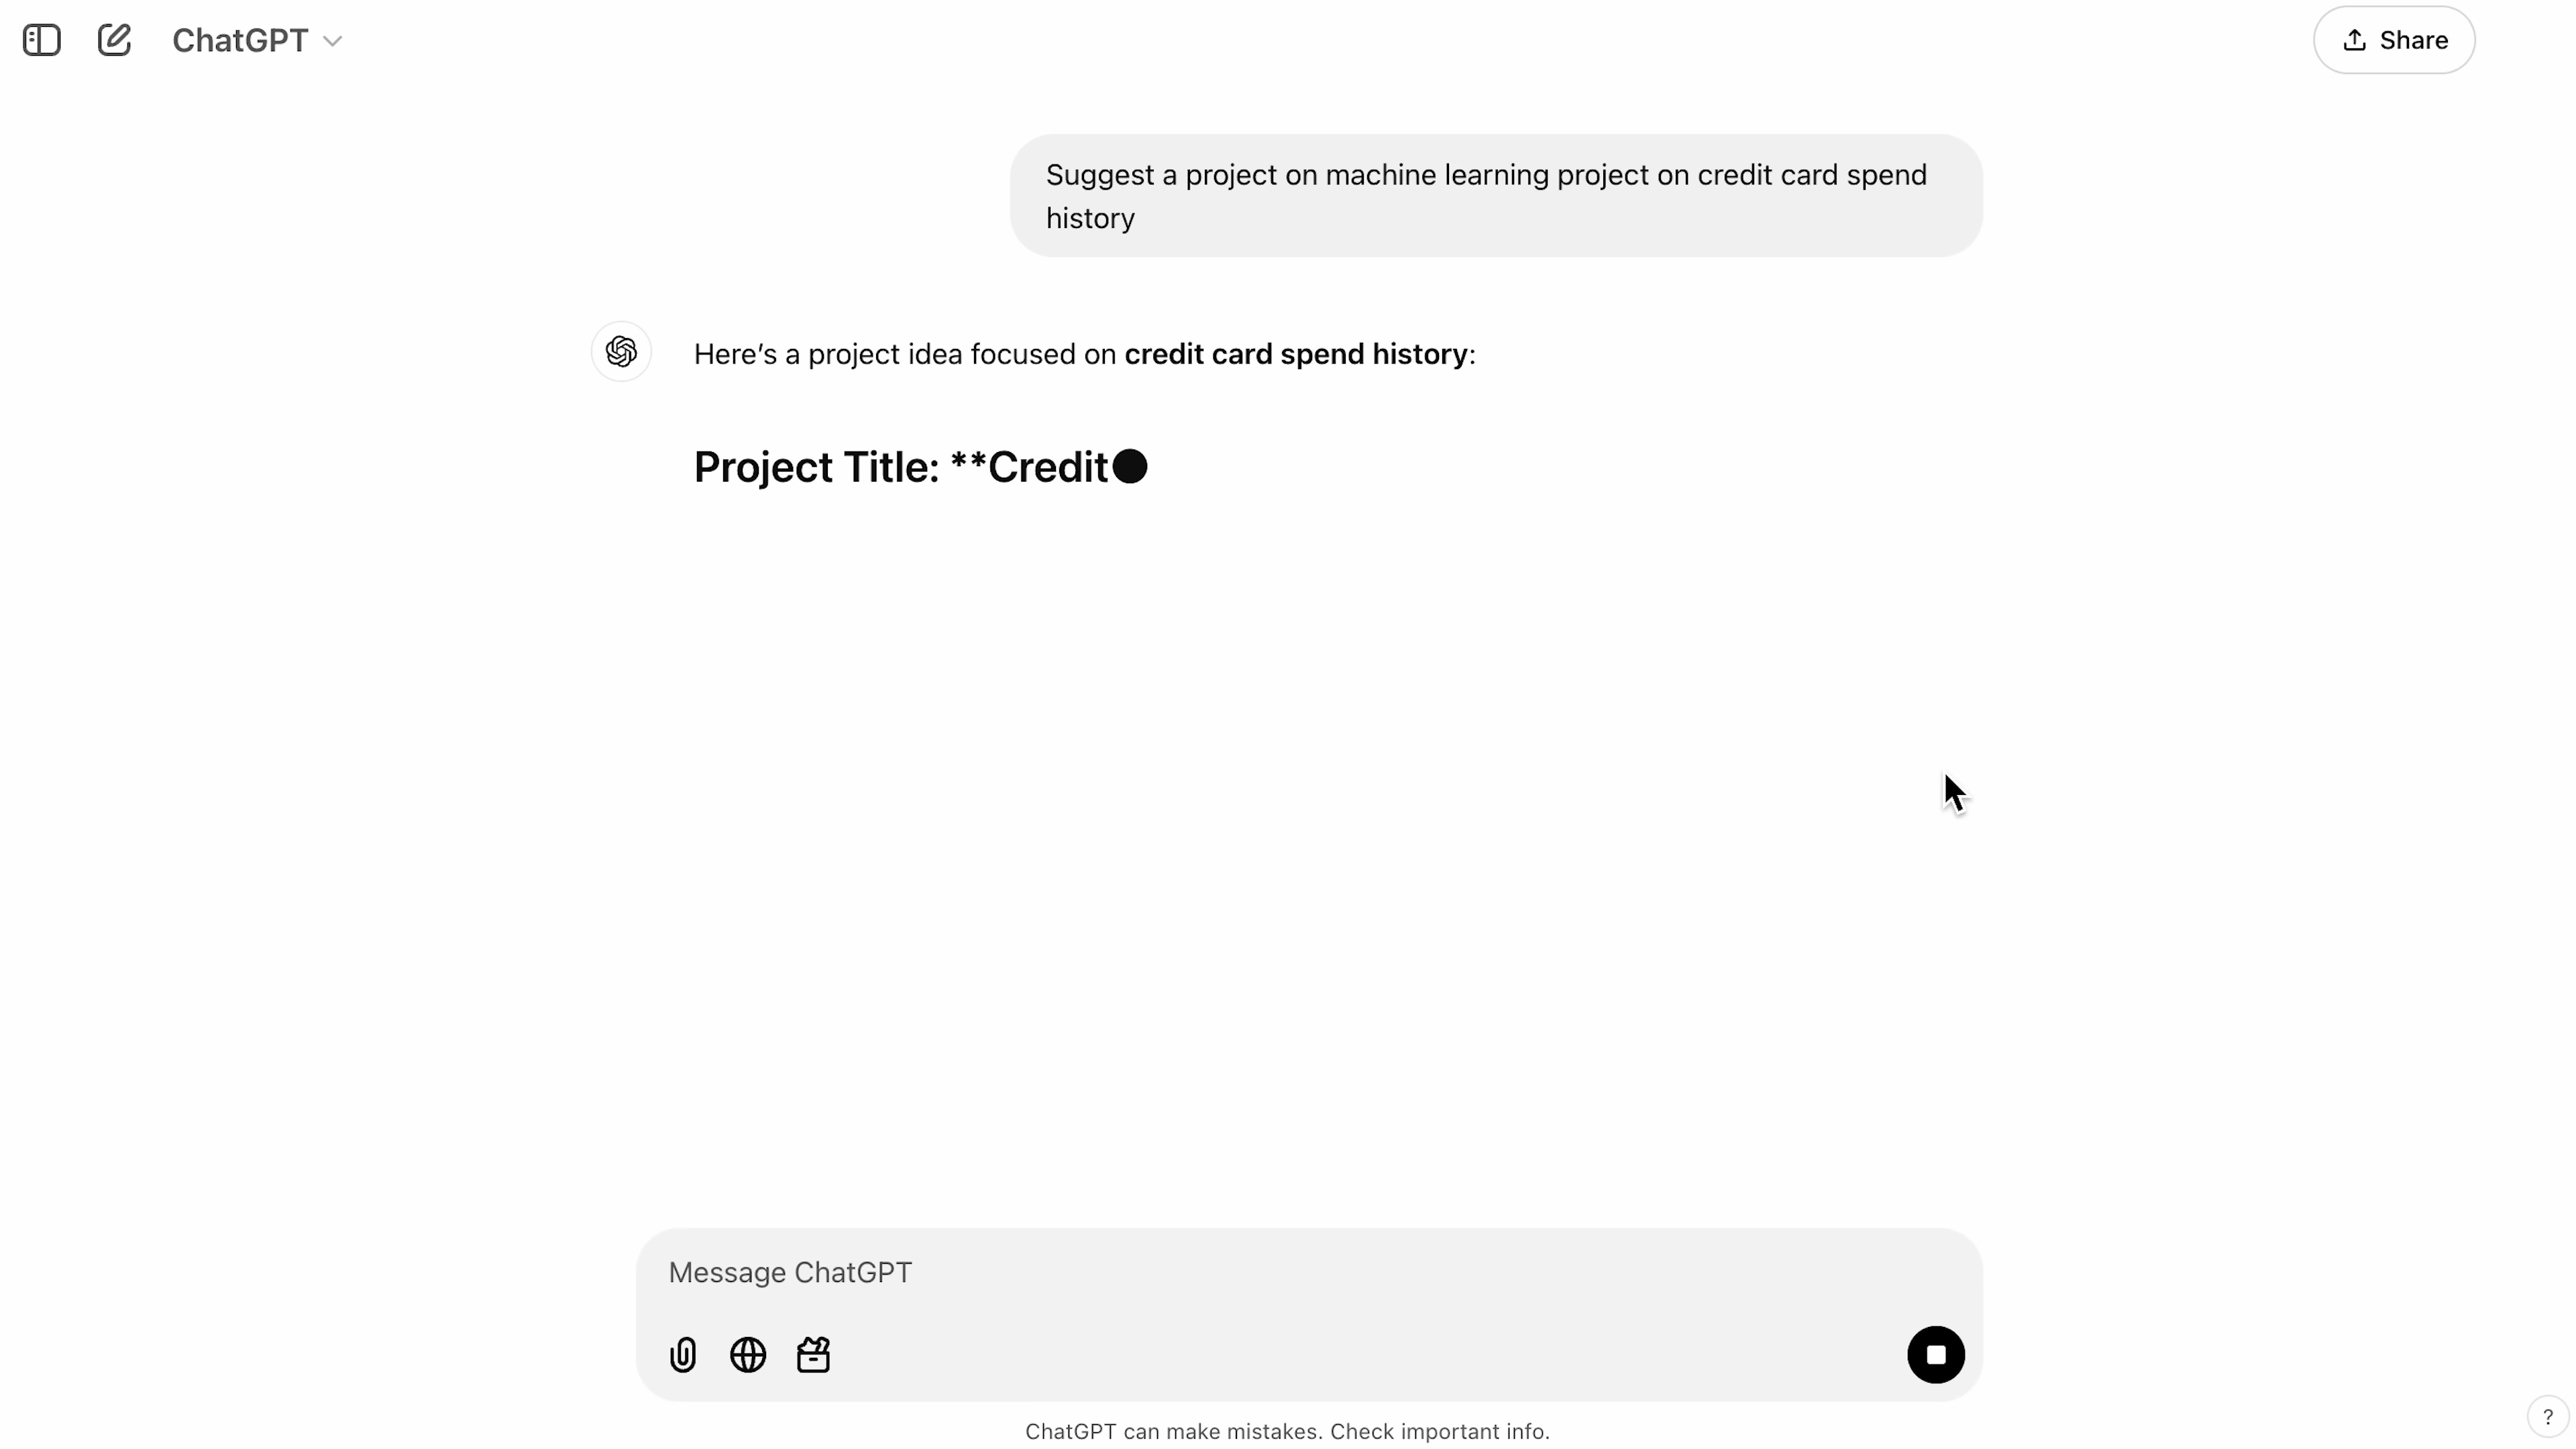 ChatGPT
Share
Suggest a project on machine learning project on credit card spend
history
Here’s a project idea focused on credit card spend history:
Project Title: **Credit
Message ChatGPT
ChatGPT can make mistakes. Check important info.
?